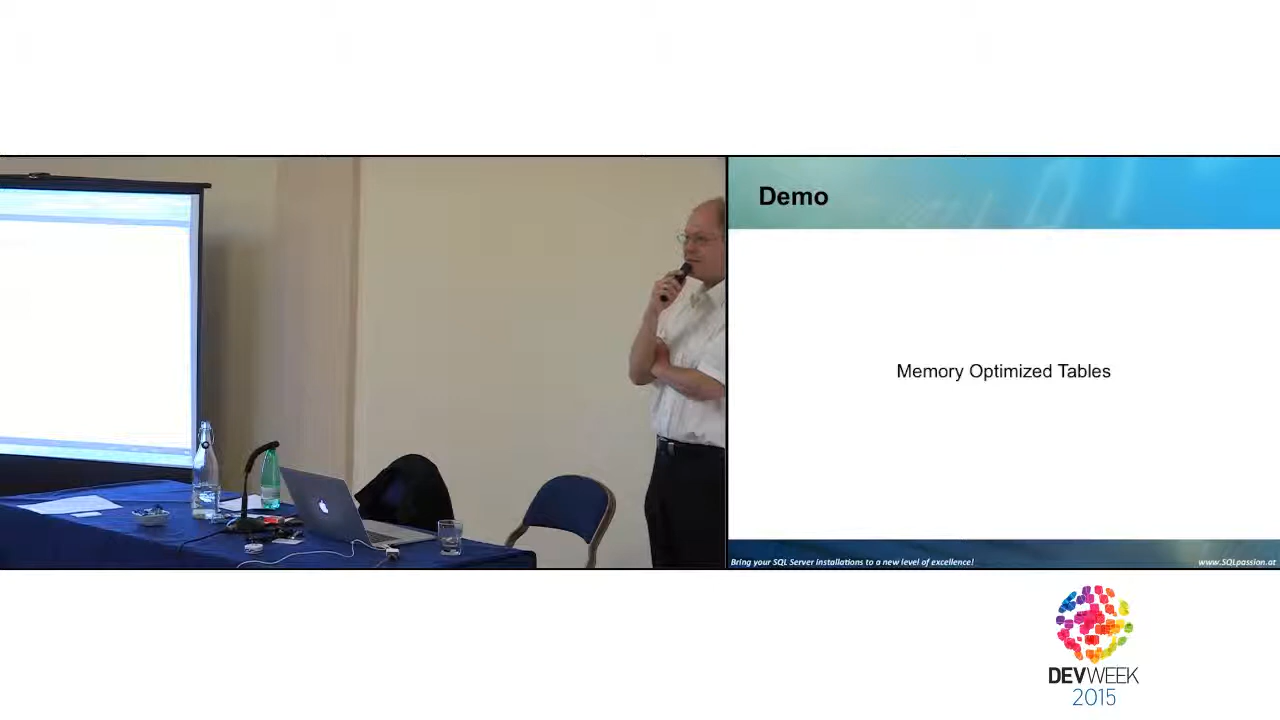 Demo
Memory Optimized Tables
Bring your SQL Server installations to a new level of excellence!
www.SQLpassion.at
DEVWEEK
2015